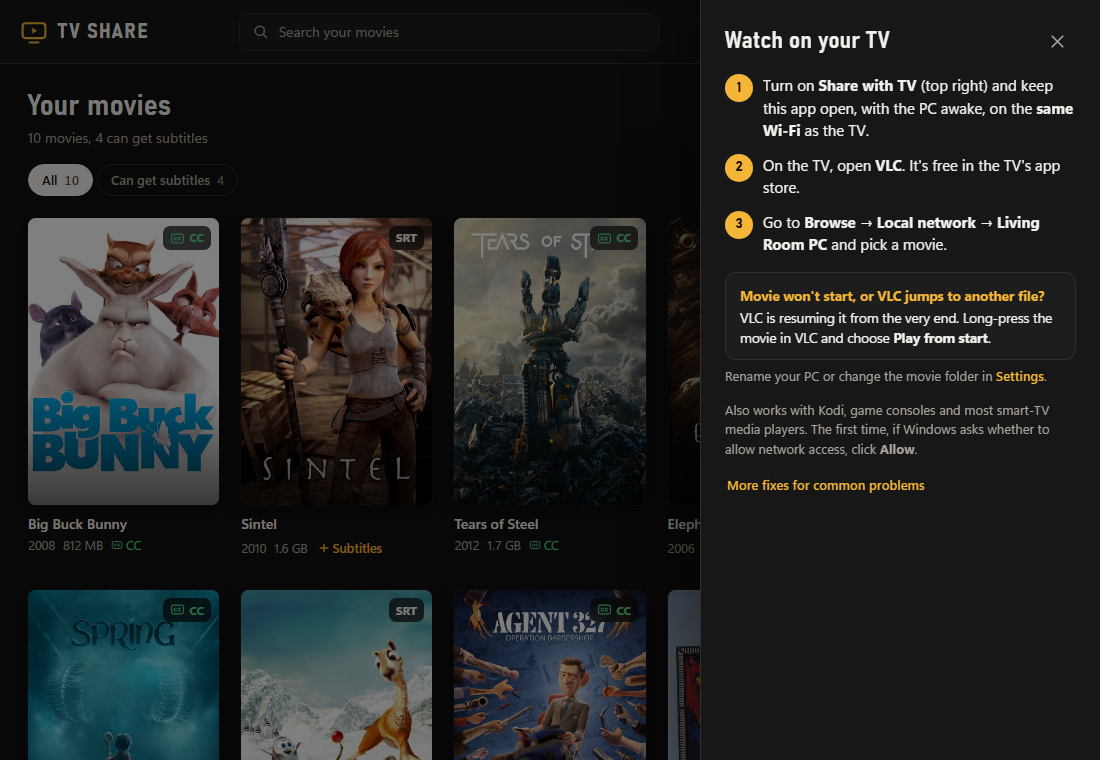 TV SHARE
Search your movies
Your movies
10 movies, 4 can get subtitles
All 10
Can get subtitles 4
CC CC
SRT
TEARS OF ST
CC CC
Big Buck
BUNNY
SINTEL
Big Buck Bunny
2008 812 MB CC CC
Sintel
2010 1.6 GB + Subtitles
Tears of Steel
2012 1.7 GB CC CC
Eleph
2006
SPRING
CC CC
SRT
AGENT 327
OPERATION BARBERSHOP
CC CC
Watch on your TV
1 Turn on Share with TV (top right) and keep
this app open, with the PC awake, on the same
Wi-Fi as the TV.
2 On the TV, open VLC. It's free in the TV's app
store.
3 Go to Browse → Local network → Living
Room PC and pick a movie.
Movie won't start, or VLC jumps to another file?
VLC is resuming it from the very end. Long-press the
movie in VLC and choose Play from start.
Rename your PC or change the movie folder in Settings.
Also works with Kodi, game consoles and most smart-TV
media players. The first time, if Windows asks whether to
allow network access, click Allow.
More fixes for common problems